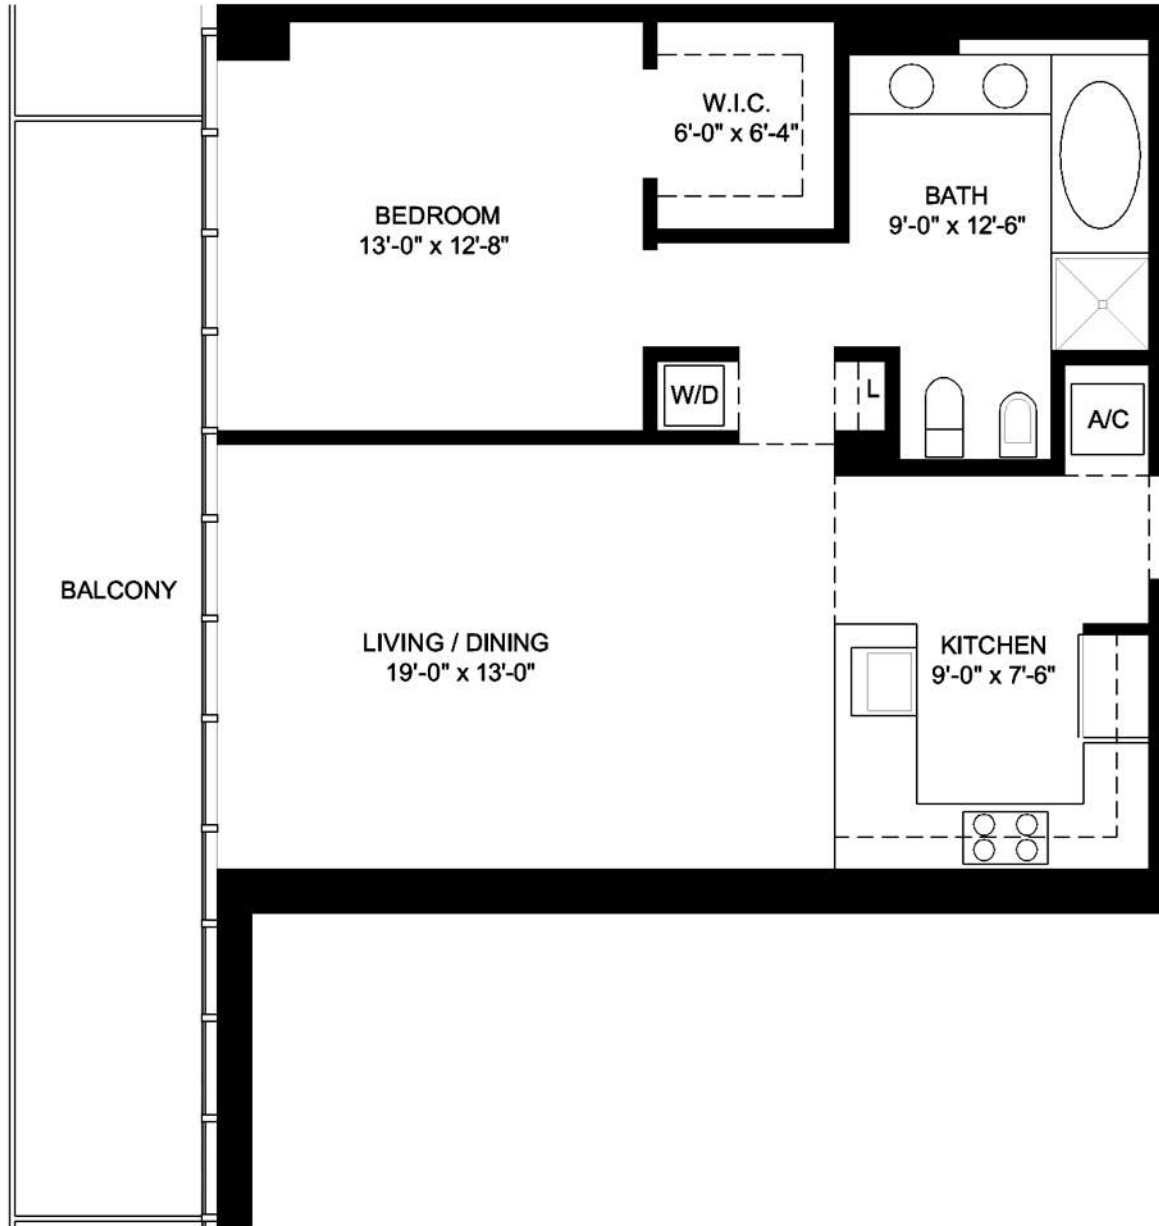 W.I.C.
6'-0" x 6'-4"
BEDROOM
13'-0" x 12'-8"
BATH
9'-0" x 12'-6"
W/D
L
A/C
BALCONY
LIVING / DINING
19'-0" x 13'-0"
KITCHEN
9'-0" x 7'-6"